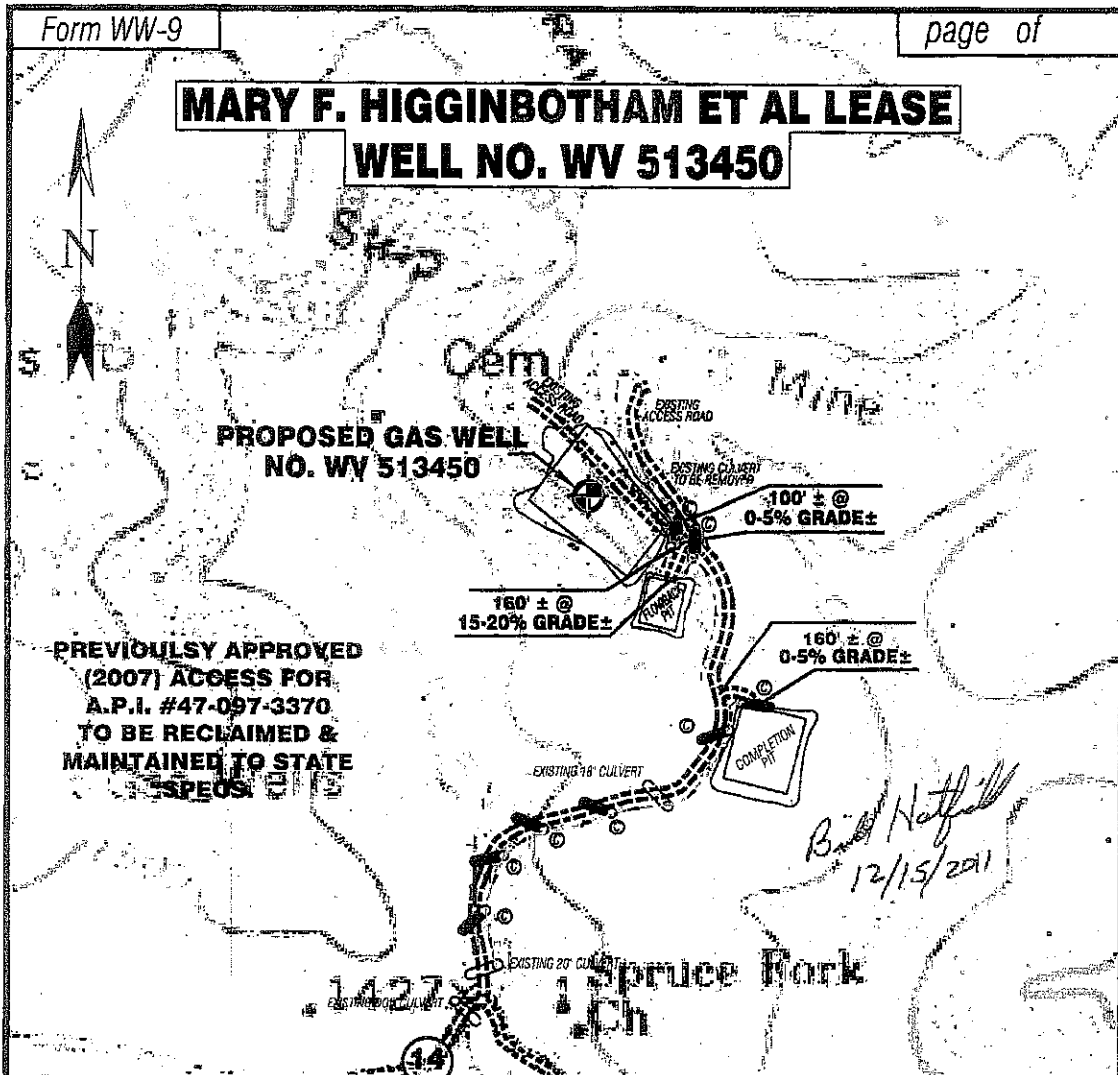 Form WW-9
page of
MARY F. HIGGINBOTHAM ET AL LEASE
WELL NO. WV 513450
N
Cem
EXISTING
ACCESS ROAD
EXISTING
ACCESS ROAD
Mine
PROPOSED GAS WELL
NO. WV 513450
EXISTING CULVERT
TO BE REMOVED
100' ± @
0-5% GRADE±
160' ± @
15-20% GRADE±
FLOWBACK
PIT
160' ± @
0-5% GRADE±
PREVIOULSY APPROVED
(2007) ACCESS FOR
A.P.I. #47-097-3370
TO BE RECLAIMED &
MAINTAINED TO STATE
SPECS.
COMPLETION
PIT
EXISTING 18" CULVERT
Bill Hatfield
12/15/2011
EXISTING 20" CULVERT
Spruce Fork
Ch
1427
EXISTING DOH CULVERT
14